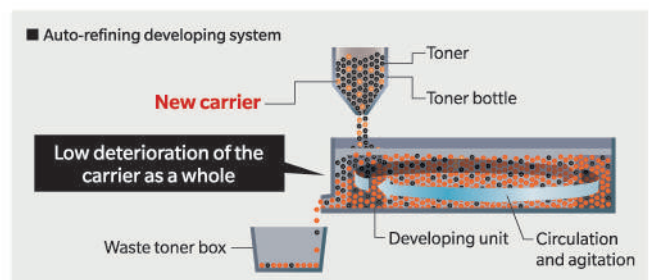 ■ Auto-refining developing system
Toner
New carrier
Toner bottle
Low deterioration of the
carrier as a whole
Waste toner box
Developing unit
Circulation
and agitation